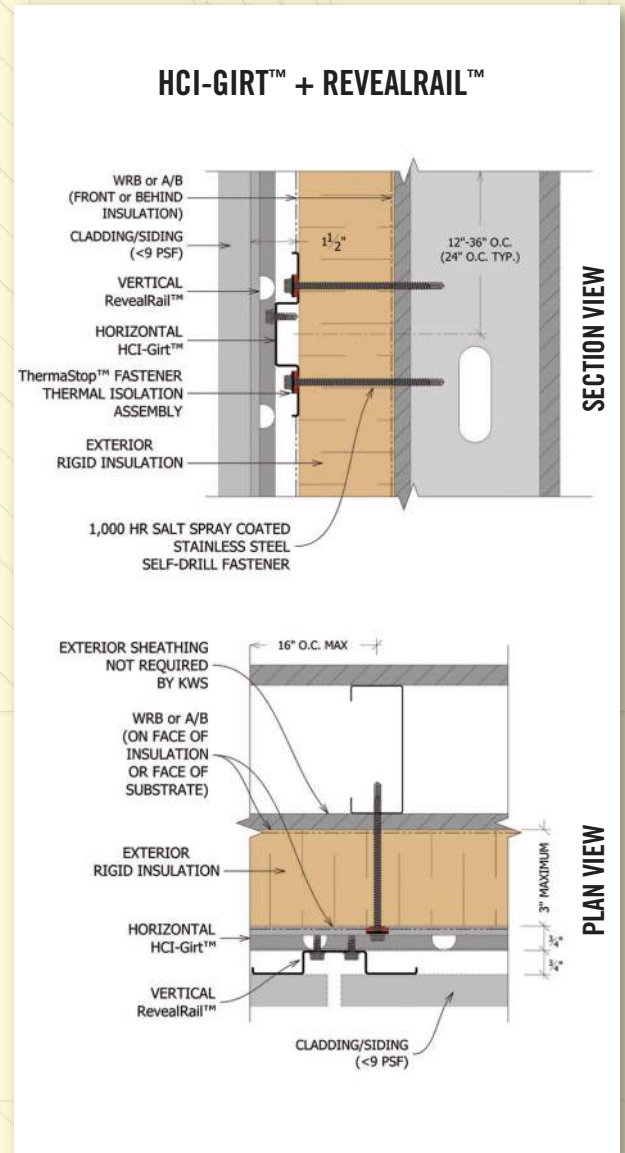 HCI-GIRT™ + REVEALRAIL™
WRB or A/B
(FRONT or BEHIND
INSULATION)
CLADDING/SIDING
(<9 PSF)
VERTICAL
RevealRail™
HORIZONTAL
HCI-Girt™
ThermaStop™ FASTENER
THERMAL ISOLATION
ASSEMBLY
EXTERIOR
RIGID INSULATION
1,000 HR SALT SPRAY COATED
STAINLESS STEEL
SELF-DRILL FASTENER
1½"
12"-36" O.C.
(24" O.C. TYP.)
SECTION VIEW
EXTERIOR SHEATHING
NOT REQUIRED
BY KWS
16" O.C. MAX
WRB or A/B
(ON FACE OF
INSULATION
OR FACE OF
SUBSTRATE)
EXTERIOR
RIGID INSULATION
HORIZONTAL
HCI-Girt™
VERTICAL
RevealRail™
CLADDING/SIDING
(<9 PSF)
3" MAXIMUM
¾"
¾"
PLAN VIEW